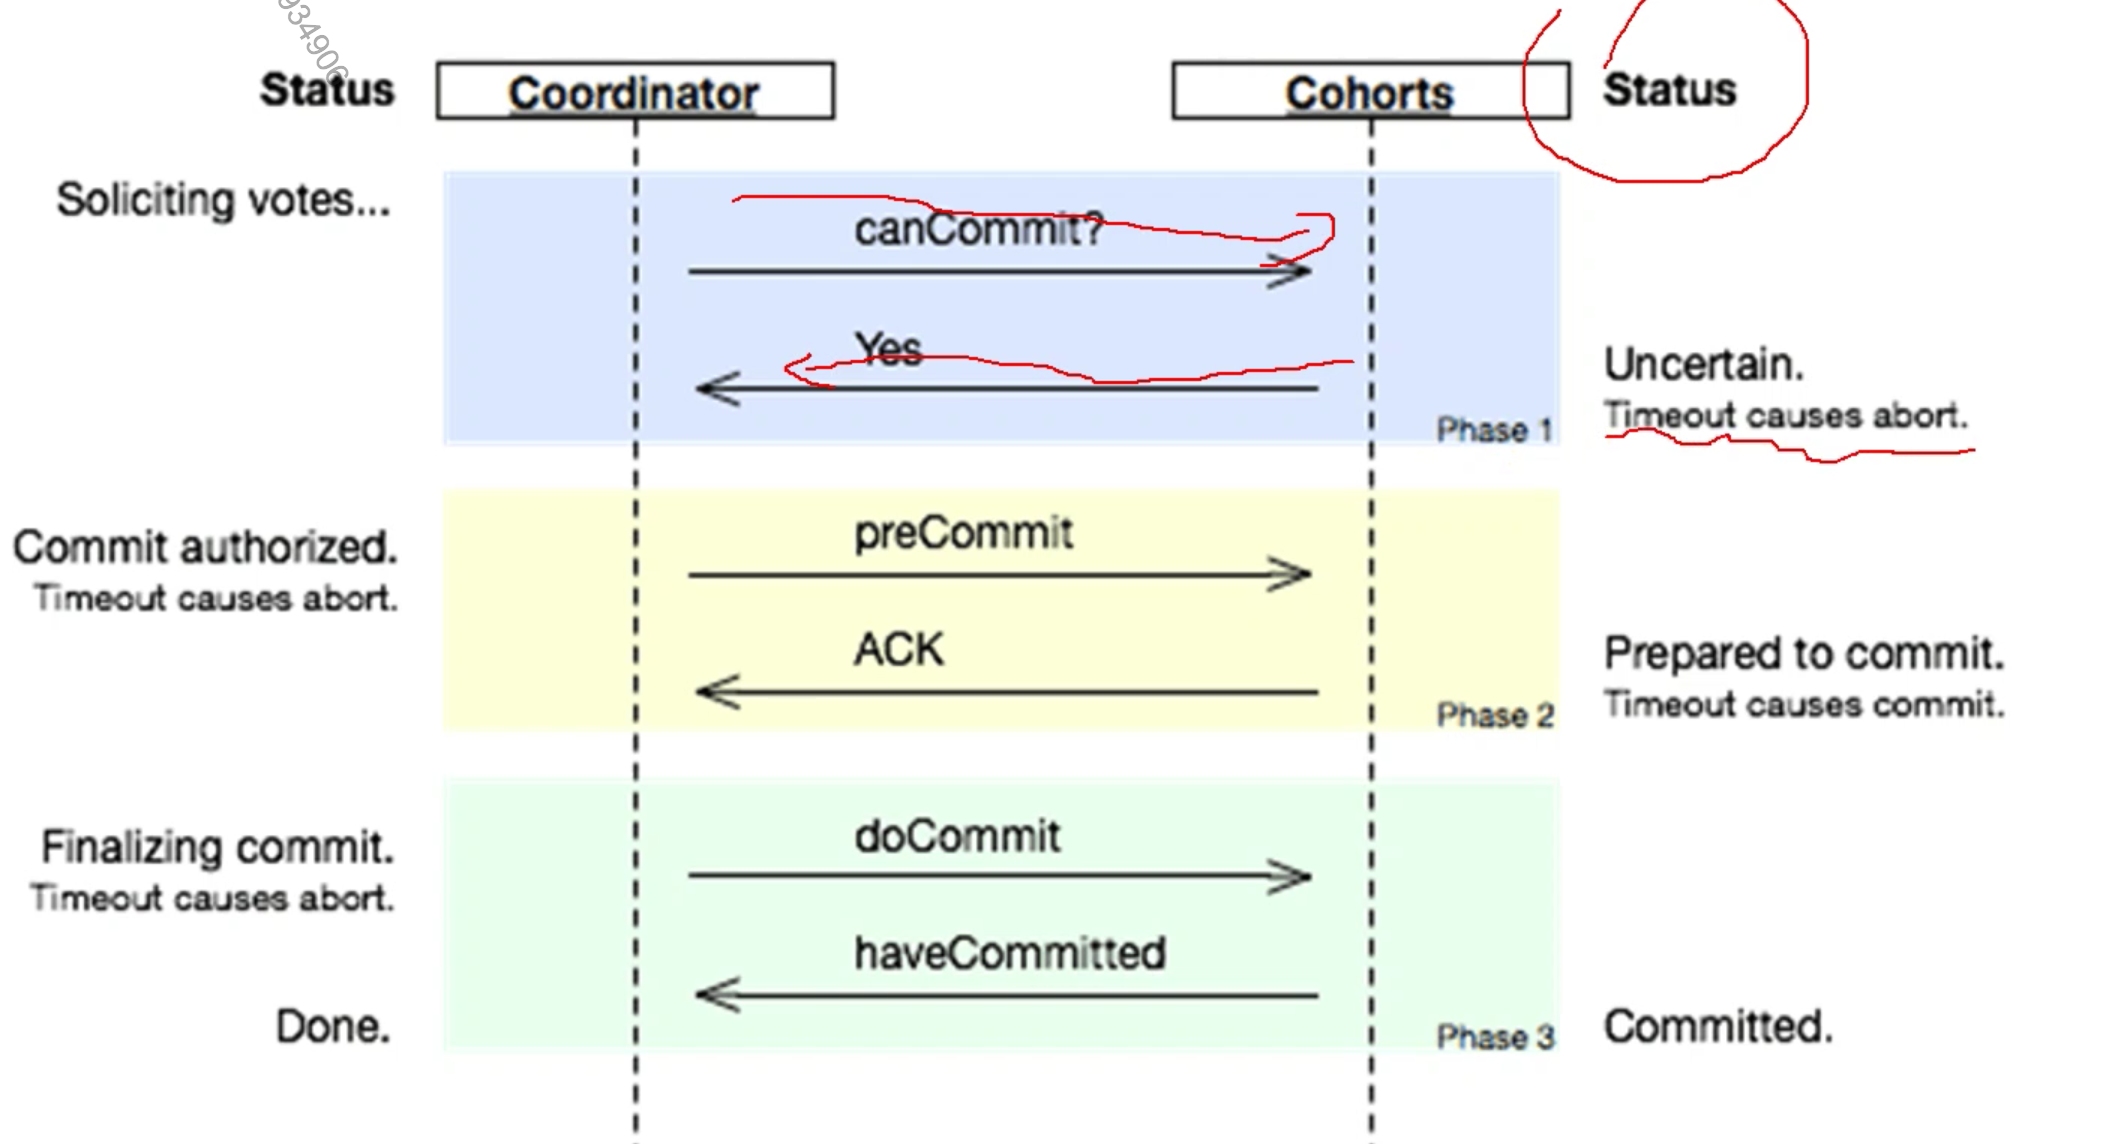 934906
Status
Coordinator
Cohorts
Status
Soliciting votes...
canCommit?
Yes
Uncertain.
Timeout causes abort.
Phase 1
Commit authorized.
Timeout causes abort.
preCommit
ACK
Prepared to commit.
Timeout causes commit.
Phase 2
Finalizing commit.
Timeout causes abort.
doCommit
haveCommitted
Done.
Committed.
Phase 3